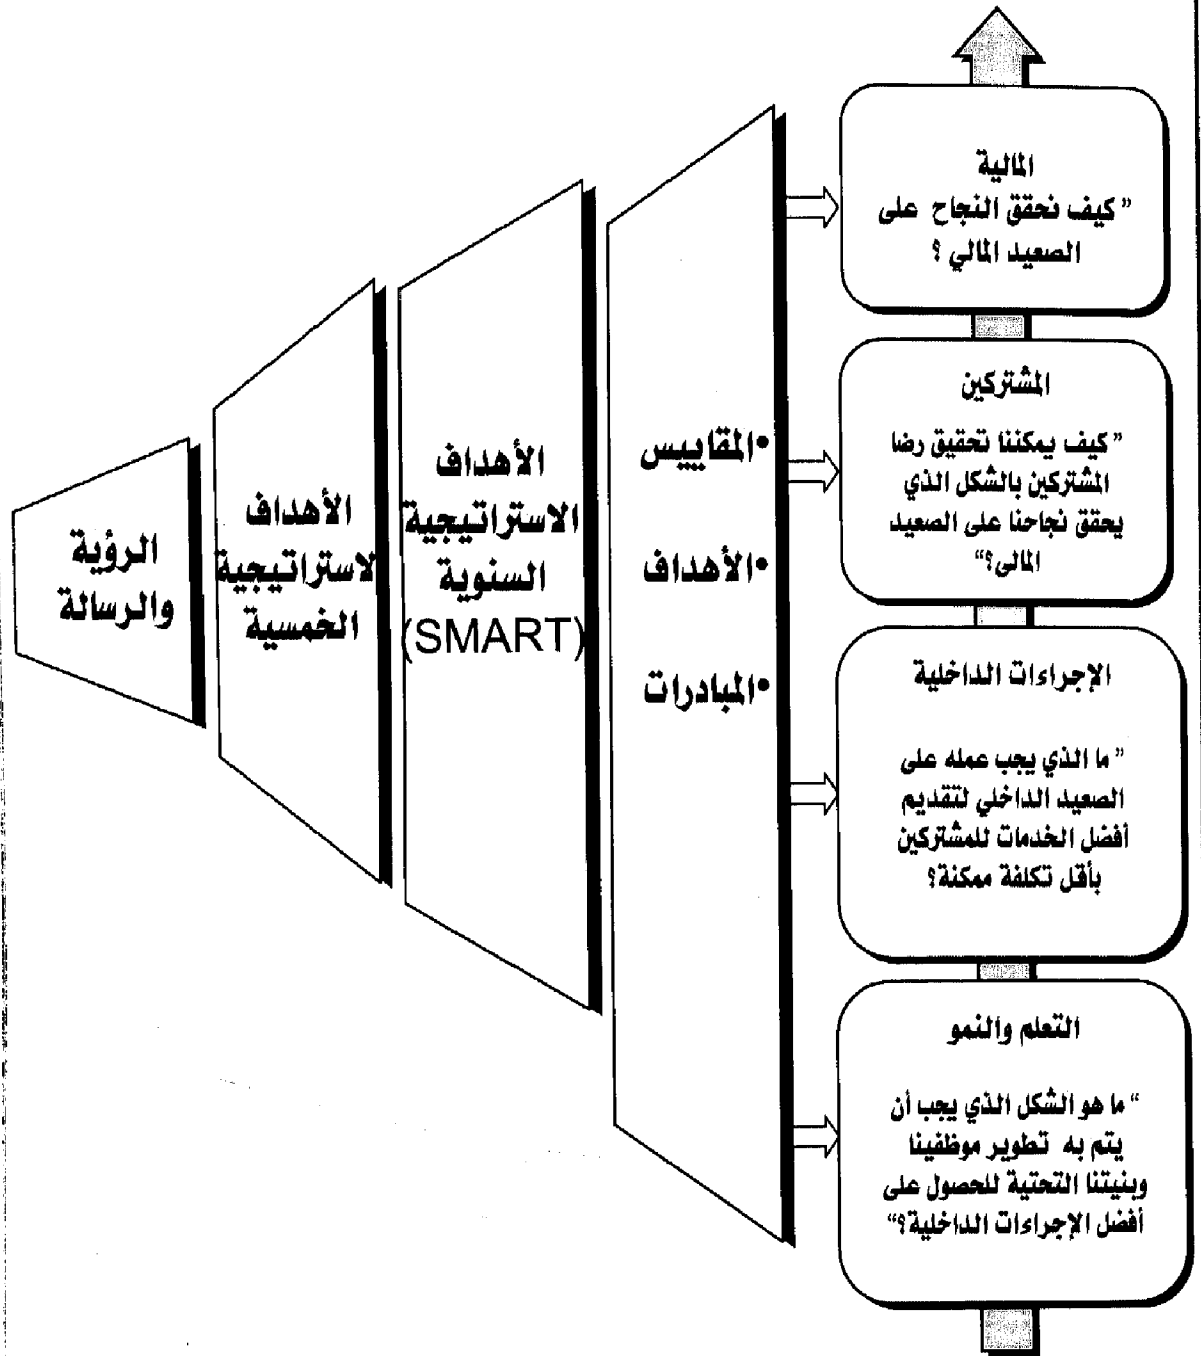 الرؤية
والرسالة
الأهداف
لاستراتيجية
الخمسية
الأهداف
الاستراتيجية
السنوية
(SMART)
•المقاييس
•الأهداف
•المبادرات
المالية
" كيف نحقق النجاح على
الصعيد المالي ؟
المشتركين
" كيف يمكننا تحقيق رضا
المشتركين بالشكل الذي
يحقق نجاحنا على الصعيد
المالي؟"
الإجراءات الداخلية
" ما الذي يجب عمله على
الصعيد الداخلي لتقديم
أفضل الخدمات للمشتركين
بأقل تكلفة ممكنة؟
التعلم والنمو
" ما هو الشكل الذي يجب أن
يتم به تطوير موظفينا
وبنيتنا التحتية للحصول على
أفضل الإجراءات الداخلية؟"